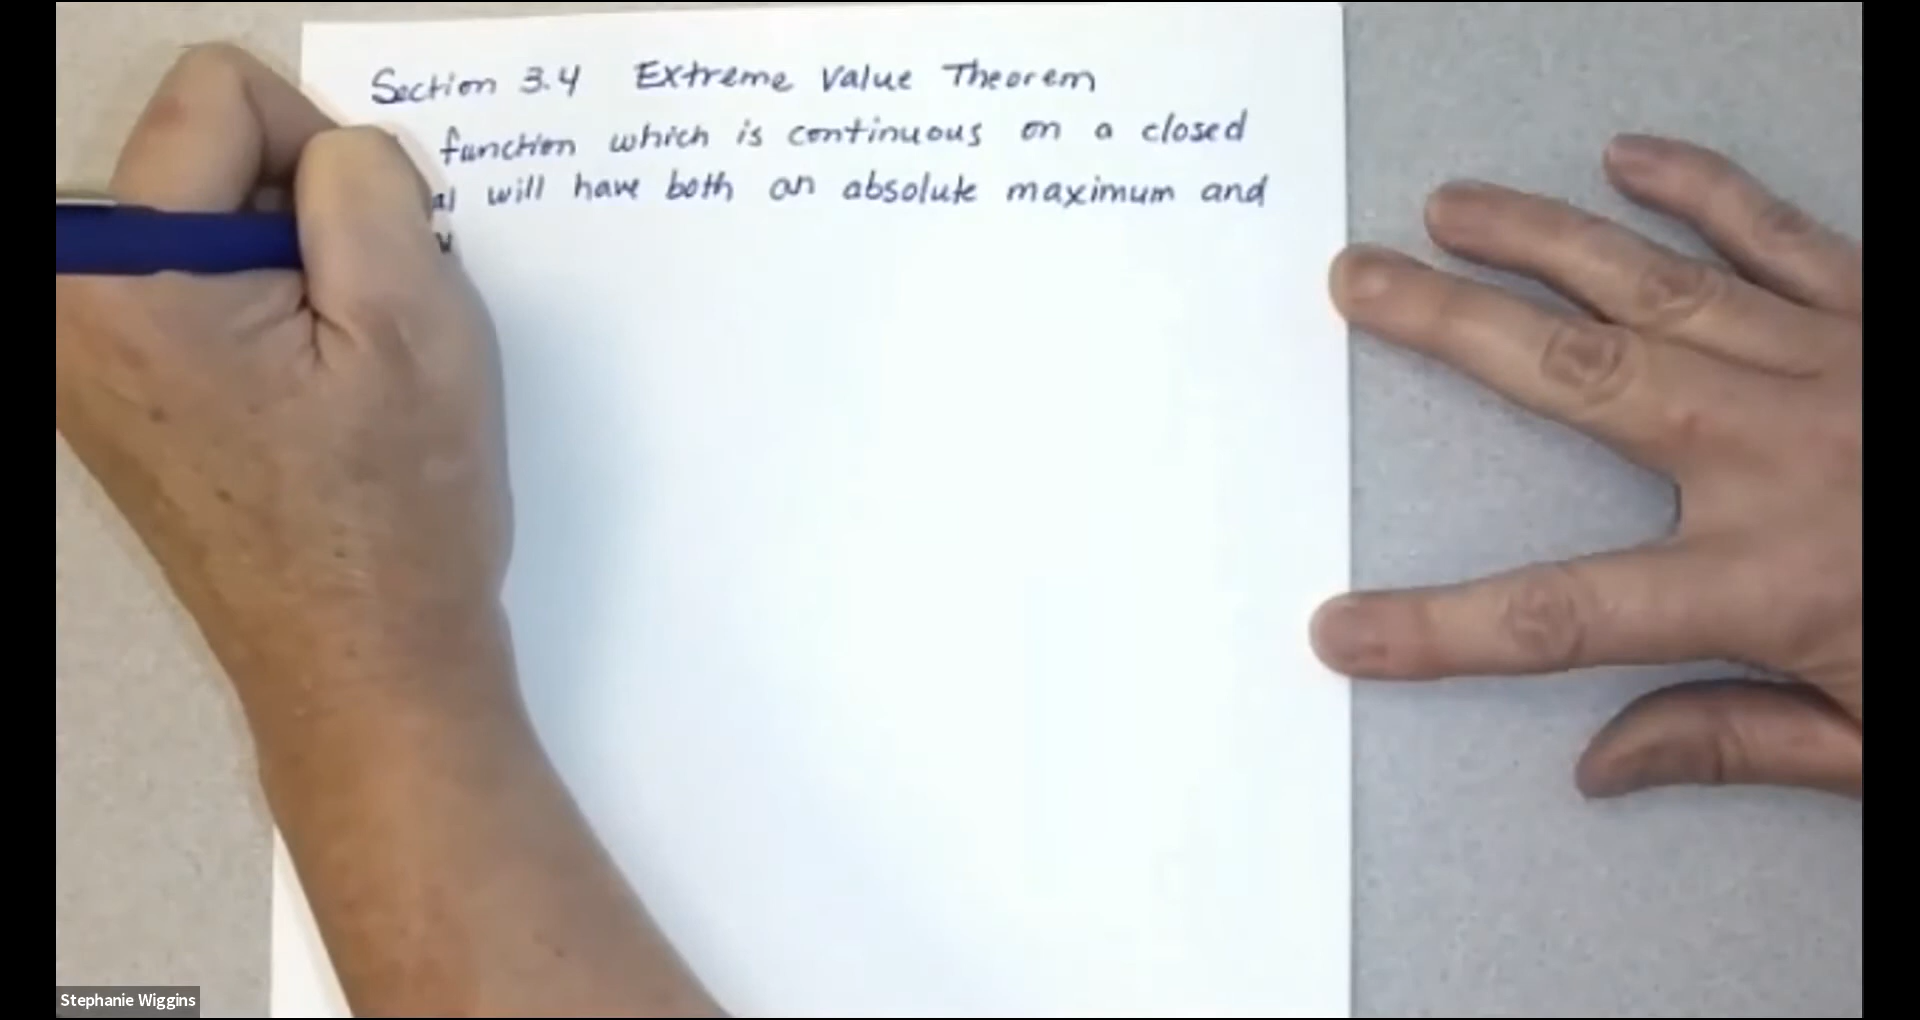 Section 3.4 Extreme Value Theorem
function which is continuous on a closed
al will have both an absolute maximum and
Stephanie Wiggins